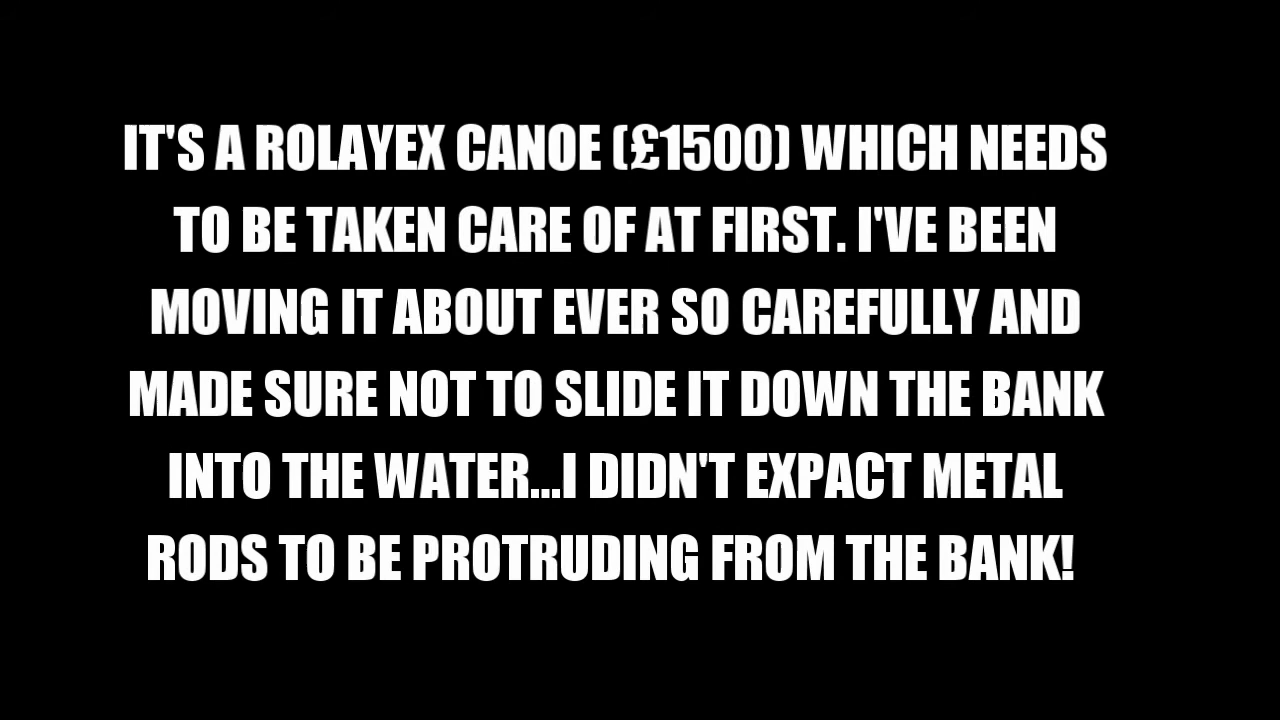 IT'S A ROLAYEX CANOE (£1500) WHICH NEEDS
TO BE TAKEN CARE OF AT FIRST. I'VE BEEN
MOVING IT ABOUT EVER SO CAREFULLY AND
MADE SURE NOT TO SLIDE IT DOWN THE BANK
INTO THE WATER...I DIDN'T EXPACT METAL
RODS TO BE PROTRUDING FROM THE BANK!